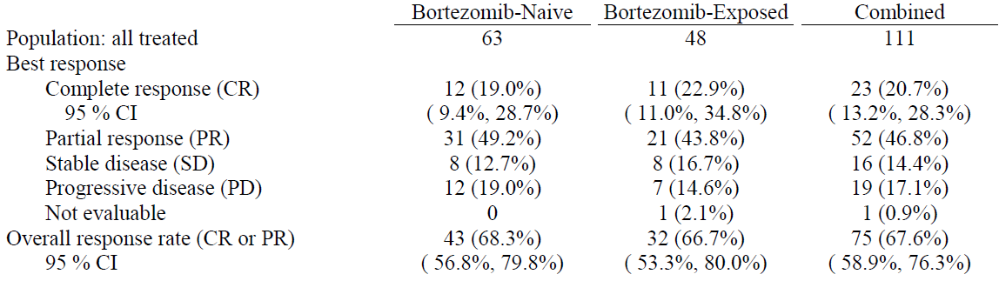 Bortezomib-Naive Bortezomib-Exposed Combined
Population: all treated 63 48 111
Best response
Complete response (CR) 12 (19.0%) 11 (22.9%) 23 (20.7%)
95 % CI ( 9.4%, 28.7%) ( 11.0%, 34.8%) ( 13.2%, 28.3%)
Partial response (PR) 31 (49.2%) 21 (43.8%) 52 (46.8%)
Stable disease (SD) 8 (12.7%) 8 (16.7%) 16 (14.4%)
Progressive disease (PD) 12 (19.0%) 7 (14.6%) 19 (17.1%)
Not evaluable 0 1 (2.1%) 1 (0.9%)
Overall response rate (CR or PR) 43 (68.3%) 32 (66.7%) 75 (67.6%)
95 % CI ( 56.8%, 79.8%) ( 53.3%, 80.0%) ( 58.9%, 76.3%)